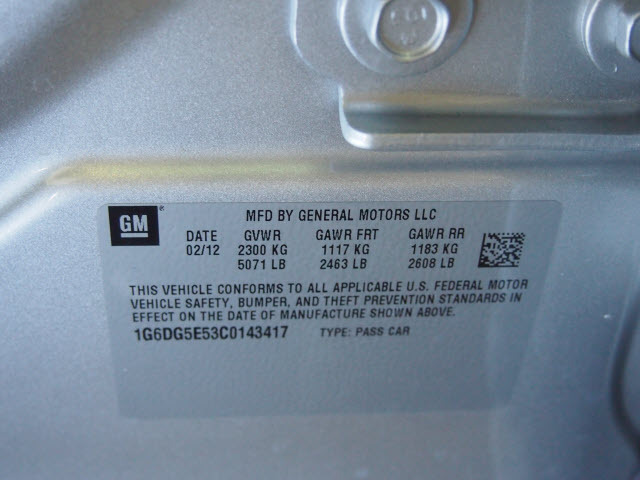 GM
MFD BY GENERAL MOTORS LLC
DATE GVWR GAWR FRT GAWR RR
02/12 2300 KG 1117 KG 1183 KG
5071 LB 2463 LB 2608 LB
THIS VEHICLE CONFORMS TO ALL APPLICABLE U.S. FEDERAL MOTOR
VEHICLE SAFETY, BUMPER, AND THEFT PREVENTION STANDARDS IN
EFFECT ON THE DATE OF MANUFACTURE SHOWN ABOVE.
1G6DG5E53C0143417 TYPE: PASS CAR